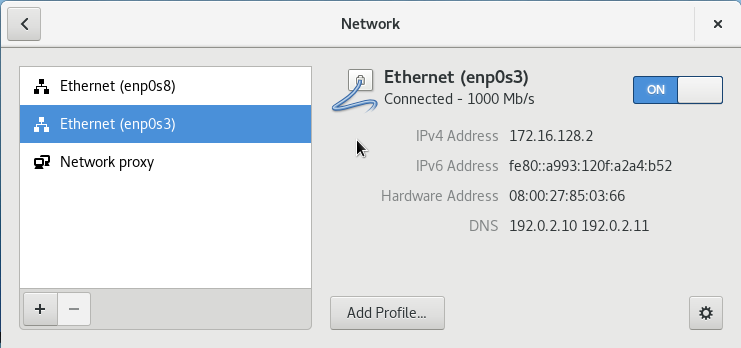 Network
Ethernet (enp0s8)
Ethernet (enp0s3)
Network proxy
Ethernet (enp0s3)
Connected - 1000 Mb/s
ON
IPv4 Address 172.16.128.2
IPv6 Address fe80::a993:120f:a2a4:b52
Hardware Address 08:00:27:85:03:66
DNS 192.0.2.10 192.0.2.11
Add Profile...